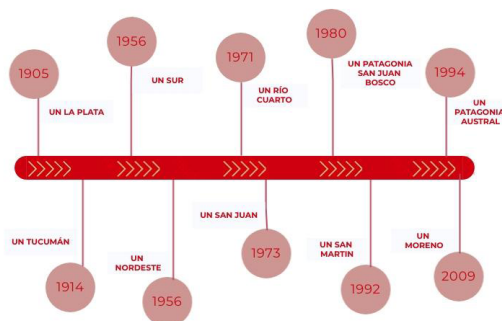 1905
UN LA PLATA
1956
UN SUR
1971
UN RÍO
CUARTO
1980
UN PATAGONIA
SAN JUAN
BOSCO
1994
UN
PATAGONIA
AUSTRAL
UN TUCUMÁN
1914
UN
NORDESTE
1956
UN SAN JUAN
1973
UN SAN
MARTIN
1992
UN
MORENO
2009